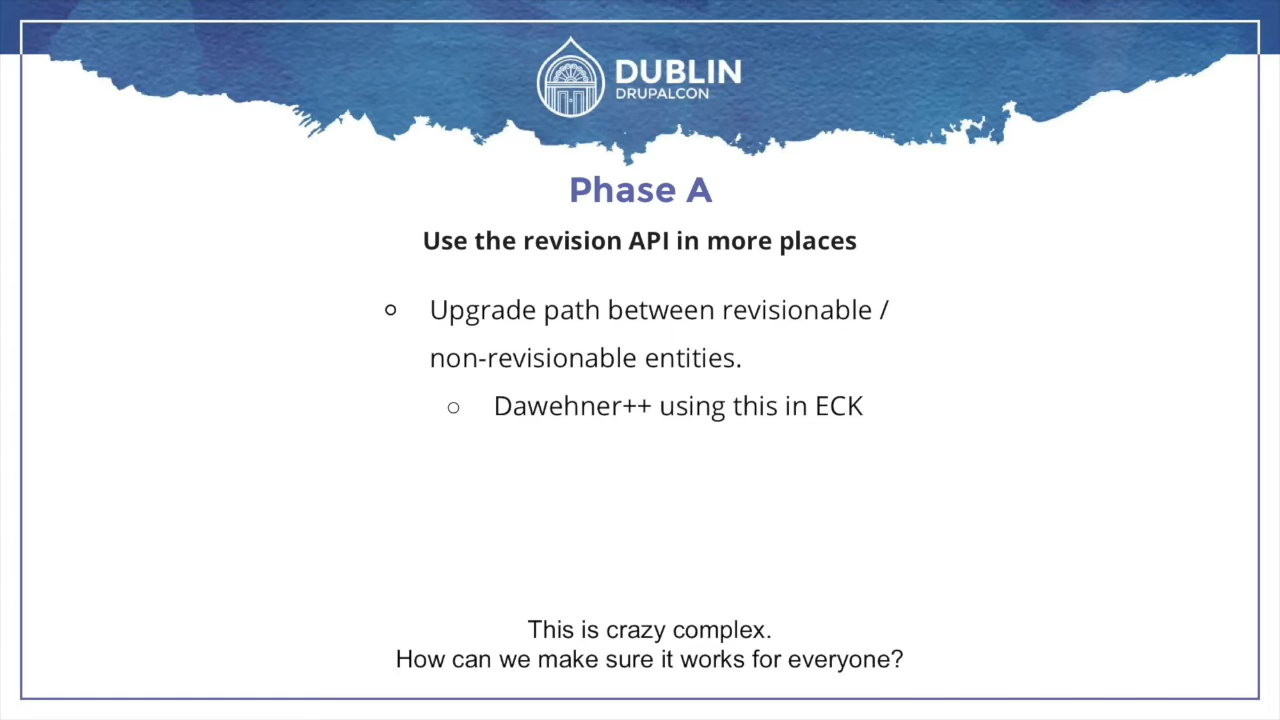 DUBLIN
DRUPALCON
Phase A
Use the revision API in more places
Upgrade path between revisionable /
non-revisionable entities.
Dawehner++ using this in ECK
This is crazy complex.
How can we make sure it works for everyone?